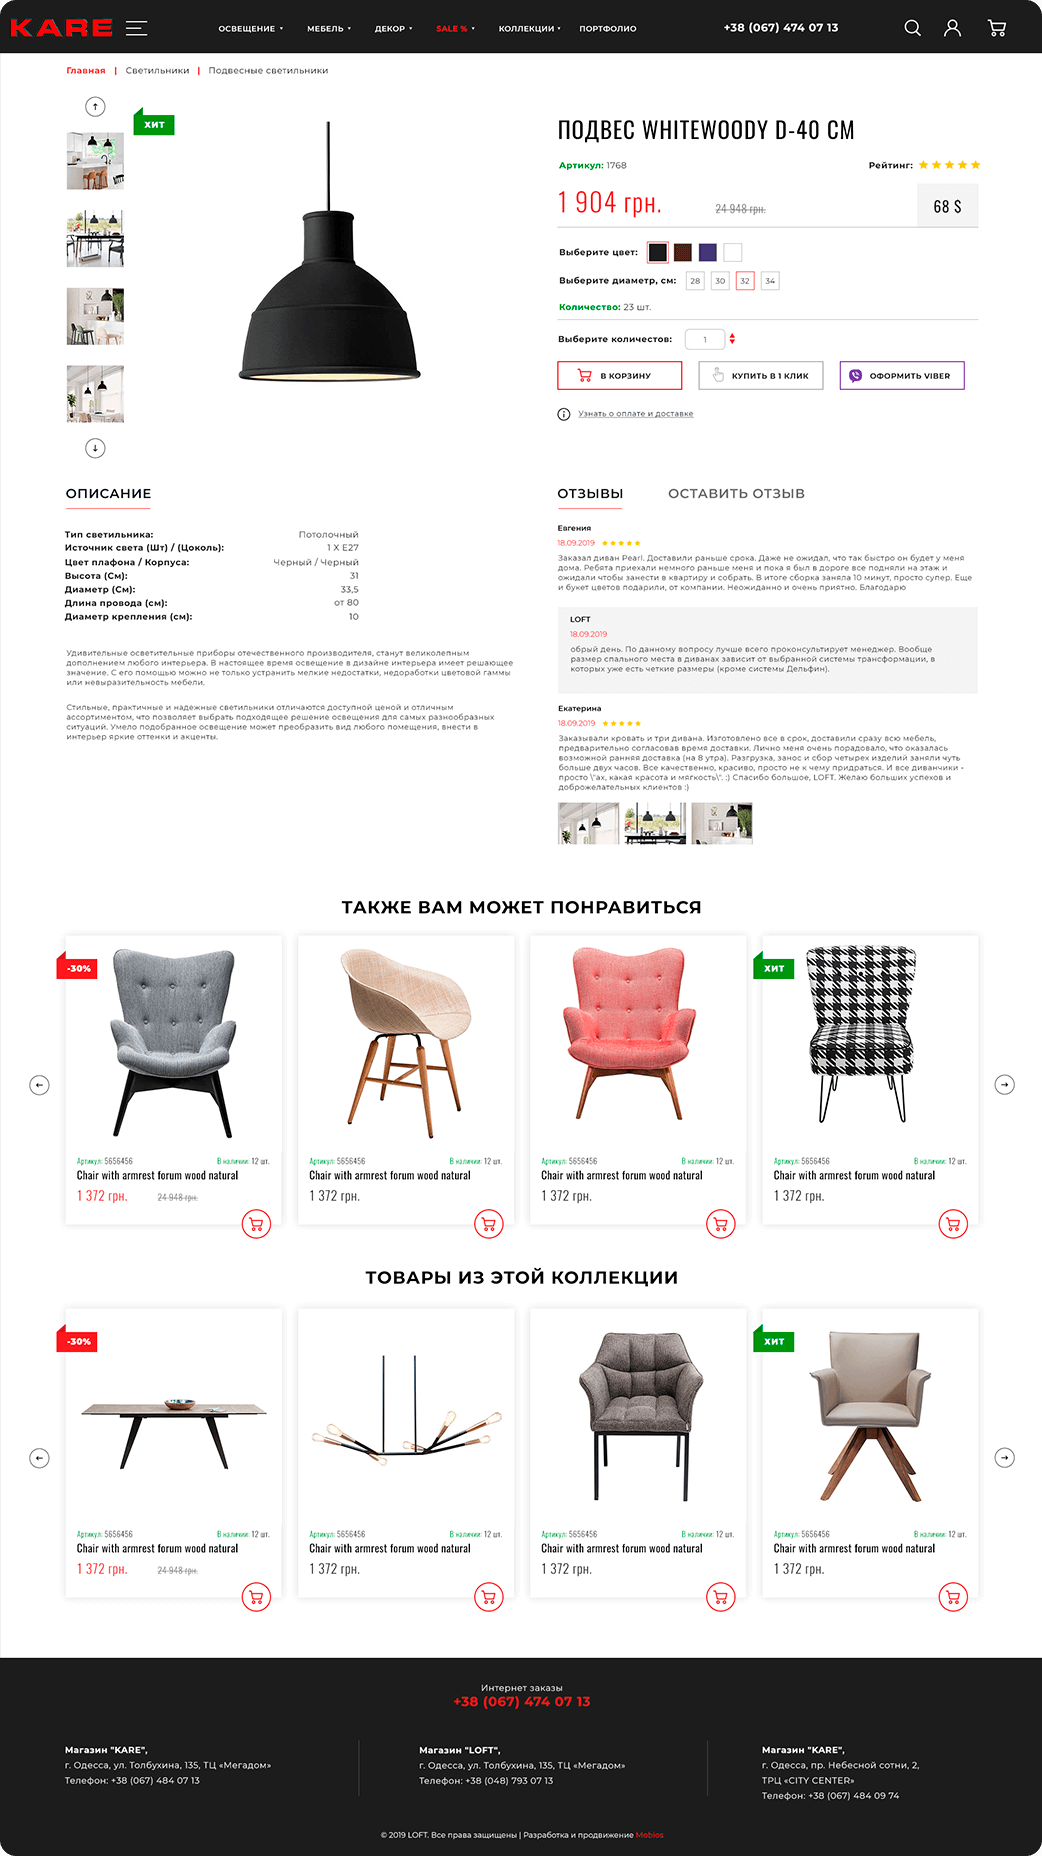 KARE
ОСВЕЩЕНИЕ
МЕБЕЛЬ
ДЕКОР
SALE %
КОЛЛЕКЦИИ
ПОРТФОЛИО
+38 (067) 474 07 13
Главная | Светильники | Подвесные светильники
ХИТ
ПОДВЕС WHITEWOODY D-40 СМ
Артикул: 1768
Рейтинг:
1 904 грн.
24 948 грн.
68 $
Выберите цвет:
Выберите диаметр, см: 28 30 32 34
Количество: 23 шт.
Выберите количестов: 1
В КОРЗИНУ
КУПИТЬ В 1 КЛИК
ОФОРМИТЬ VIBER
Узнать о оплате и доставке
ОПИСАНИЕ
Тип светильника: Потолочный
Источник света (Шт) / (Цоколь): 1 X E27
Цвет плафона / Корпуса: Черный / Черный
Высота (См): 31
Диаметр (См): 33,5
Длина провода (см): от 80
Диаметр крепления (см): 10
Удивительные осветительные приборы отечественного производителя, станут великолепным
дополнением любого интерьера. В настоящее время освещение в дизайне интерьера имеет решающее
значение. С его помощью можно не только устранить мелкие недостатки, недоработки цветовой гаммы
или невыразительность мебели.
Стильные, практичные и надежные светильники отличаются доступной ценой и отличным
ассортиментом, что позволяет выбрать подходящее решение освещения для самых разнообразных
ситуаций. Умело подобранное освещение может преобразить вид любого помещения, внести в
интерьер яркие оттенки и акценты.
ОТЗЫВЫ
ОСТАВИТЬ ОТЗЫВ
Евгения
18.09.2019
Заказал диван Pearl. Доставили раньше срока. Даже не ожидал, что так быстро он будет у меня
дома. Ребята приехали немного раньше меня и пока я был в дороге все подняли на этаж и
ожидали чтобы занести в квартиру и собрать. В итоге сборка заняла 10 минут, просто супер. Еще
и букет цветов подарили, от компании. Неожиданно и очень приятно. Благодарю
LOFT
18.09.2019
обрый день. По данному вопросу лучше всего проконсультирует менеджер. Вообще
размер спального места в диванах зависит от выбранной системы трансформации, в
которых уже есть четкие размеры (кроме системы Дельфин).
Екатерина
18.09.2019
Заказывали кровать и три дивана. Изготовлено все в срок, доставили сразу всю мебель,
предварительно согласовав время доставки. Лично меня очень порадовало, что оказалась
возможной ранняя доставка (на 8 утра). Разгрузка, занос и сбор четырех изделий заняли чуть
больше двух часов. Все качественно, красиво, просто не к чему придраться. И все диванчики -
просто \"ах, какая красота и мягкость\". :) Спасибо большое, LOFT. Желаю больших успехов и
доброжелательных клиентов :)
ТАКЖЕ ВАМ МОЖЕТ ПОНРАВИТЬСЯ
-30%
Артикул: 5656456 В наличии: 12 шт.
Chair with armrest forum wood natural
1 372 грн. 24 948 грн.
Артикул: 5656456 В наличии: 12 шт.
Chair with armrest forum wood natural
1 372 грн.
Артикул: 5656456 В наличии: 12 шт.
Chair with armrest forum wood natural
1 372 грн.
ХИТ
Артикул: 5656456 В наличии: 12 шт.
Chair with armrest forum wood natural
1 372 грн.
ТОВАРЫ ИЗ ЭТОЙ КОЛЛЕКЦИИ
-30%
Артикул: 5656456 В наличии: 12 шт.
Chair with armrest forum wood natural
1 372 грн. 24 948 грн.
Артикул: 5656456 В наличии: 12 шт.
Chair with armrest forum wood natural
1 372 грн.
Артикул: 5656456 В наличии: 12 шт.
Chair with armrest forum wood natural
1 372 грн.
ХИТ
Артикул: 5656456 В наличии: 12 шт.
Chair with armrest forum wood natural
1 372 грн.
Интернет заказы
+38 (067) 474 07 13
Магазин "KARE",
г. Одесса, ул. Толбухина, 135, ТЦ «Мегадом»
Телефон: +38 (067) 484 07 13
Магазин "LOFT",
г. Одесса, ул. Толбухина, 135, ТЦ «Мегадом»
Телефон: +38 (048) 793 07 13
Магазин "KARE",
г. Одесса, пр. Небесной сотни, 2,
ТРЦ «CITY CENTER»
Телефон: +38 (067) 484 09 74
© 2019 LOFT. Все права защищены | Разработка и продвижение Mobios